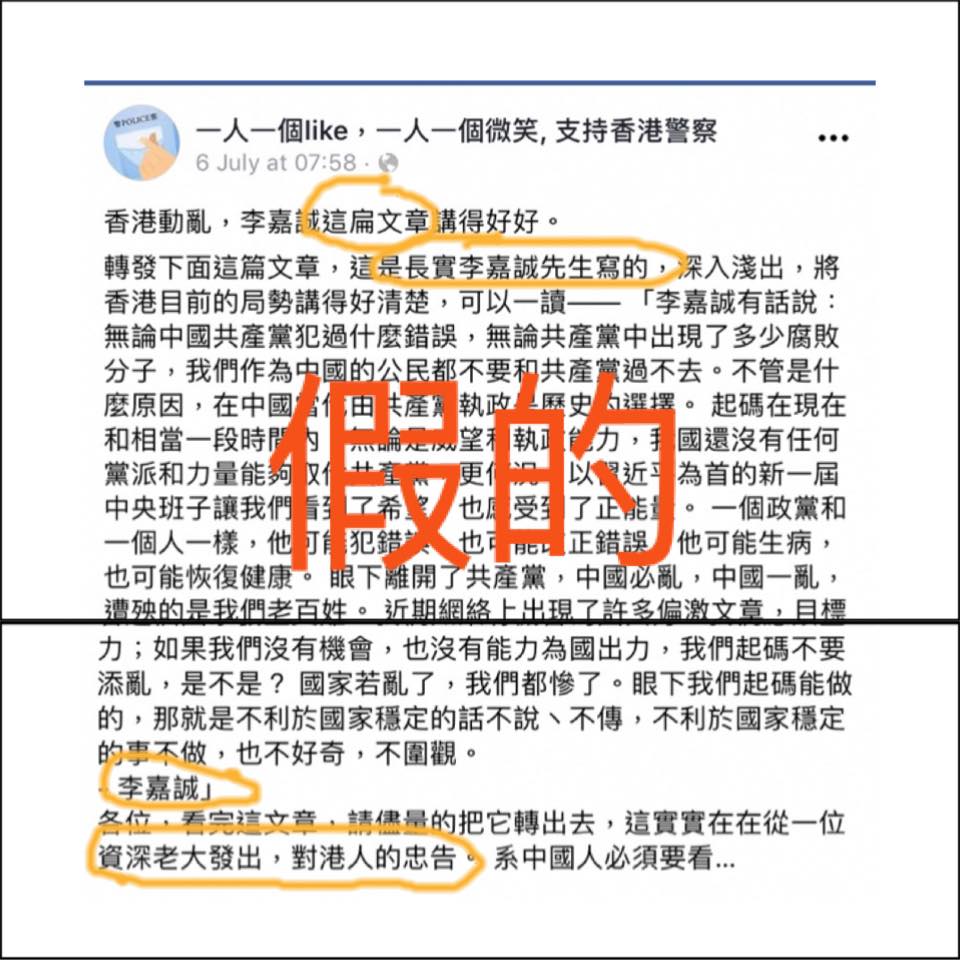 警POLICE察
一人一個like，一人一個微笑, 支持香港警察
6 July at 07:58
香港動亂，李嘉誠這扁文章講得好好。
轉發下面這篇文章，這是長實李嘉誠先生寫的，深入淺出，將
香港目前的局勢講得好清楚，可以一讀—— 「李嘉誠有話說：
無論中國共產黨犯過什麼錯誤，無論共產黨中出現了多少腐敗
分子，我們作為中國的公民都不要和共產黨過不去。不管是什
麼原因，在中國當代由共產黨執政是歷史的選擇。 起碼在現在
和相當一段時間內，無論是威望和執政能力，我國還沒有任何
黨派和力量能夠取代共產黨，更何況，以習近平為首的新一屆
中央班子讓我們看到了希望，也感受到了正能量。 一個政黨和
一個人一樣，他可能犯錯誤，也可能改正錯誤，他可能生病，
也可能恢復健康。 眼下離開了共產黨，中國必亂，中國一亂，
遭殃的是我們老百姓。 近期網絡上出現了許多偏激文章，目標
假的
力；如果我們沒有機會，也沒有能力為國出力，我們起碼不要
添亂，是不是？ 國家若亂了，我們都慘了。眼下我們起碼能做
的，那就是不利於國家穩定的話不說、不傳，不利於國家穩定
的事不做，也不好奇，不圍觀。
- 李嘉誠」
各位，看完這文章，請儘量的把它轉出去，這實實在在從一位
資深老大發出，對港人的忠告。 系中國人必須要看...